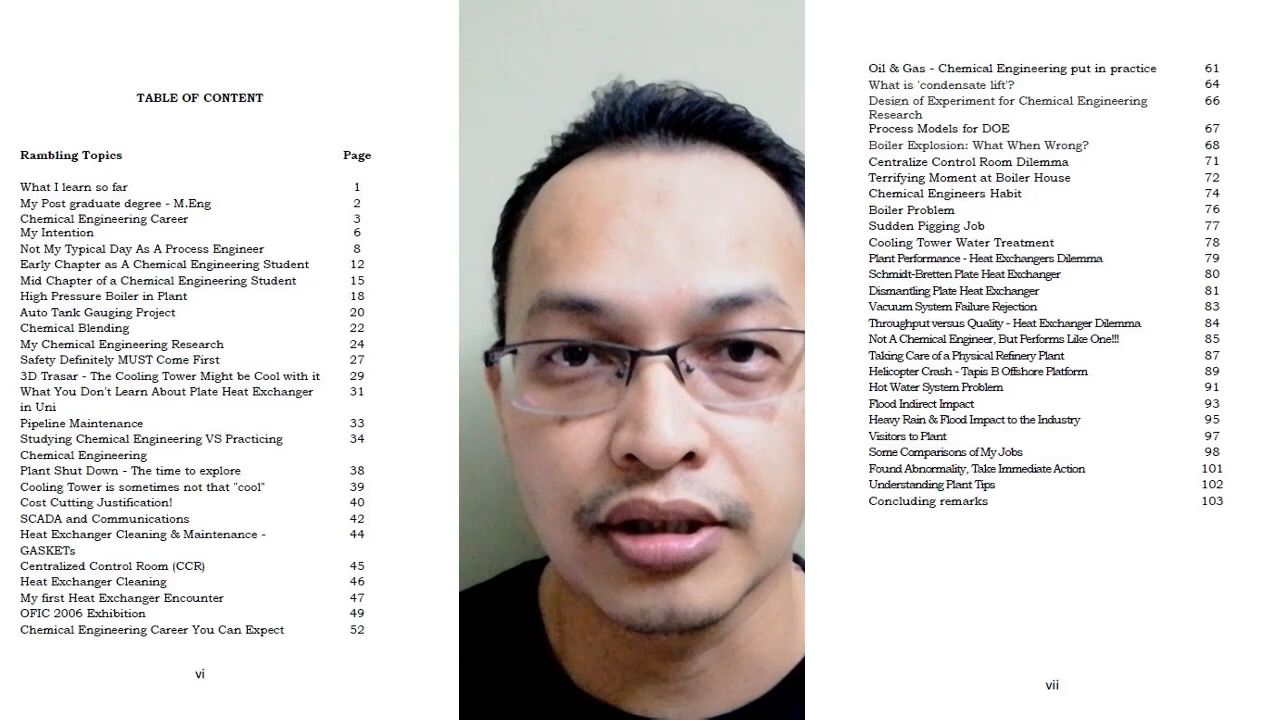 TABLE OF CONTENT
Rambling Topics Page
What I learn so far 1
My Post graduate degree - M.Eng 2
Chemical Engineering Career 3
My Intention 6
Not My Typical Day As A Process Engineer 8
Early Chapter as A Chemical Engineering Student 12
Mid Chapter of a Chemical Engineering Student 15
High Pressure Boiler in Plant 18
Auto Tank Gauging Project 20
Chemical Blending 22
My Chemical Engineering Research 24
Safety Definitely MUST Come First 27
3D Trasar - The Cooling Tower Might be Cool with it 29
What You Don't Learn About Plate Heat Exchanger 31
in Uni
Pipeline Maintenance 33
Studying Chemical Engineering VS Practicing 34
Chemical Engineering
Plant Shut Down - The time to explore 38
Cooling Tower is sometimes not that "cool" 39
Cost Cutting Justification! 40
SCADA and Communications 42
Heat Exchanger Cleaning & Maintenance - 44
GASKETs
Centralized Control Room (CCR) 45
Heat Exchanger Cleaning 46
My first Heat Exchanger Encounter 47
OFIC 2006 Exhibition 49
Chemical Engineering Career You Can Expect 52
vi
Oil & Gas - Chemical Engineering put in practice 61
What is 'condensate lift'? 64
Design of Experiment for Chemical Engineering 66
Research
Process Models for DOE 67
Boiler Explosion: What When Wrong? 68
Centralize Control Room Dilemma 71
Terrifying Moment at Boiler House 72
Chemical Engineers Habit 74
Boiler Problem 76
Sudden Pigging Job 77
Cooling Tower Water Treatment 78
Plant Performance - Heat Exchangers Dilemma 79
Schmidt-Bretten Plate Heat Exchanger 80
Dismantling Plate Heat Exchanger 81
Vacuum System Failure Rejection 83
Throughput versus Quality - Heat Exchanger Dilemma 84
Not A Chemical Engineer, But Performs Like One!!! 85
Taking Care of a Physical Refinery Plant 87
Helicopter Crash - Tapis B Offshore Platform 89
Hot Water System Problem 91
Flood Indirect Impact 93
Heavy Rain & Flood Impact to the Industry 95
Visitors to Plant 97
Some Comparisons of My Jobs 98
Found Abnormality, Take Immediate Action 101
Understanding Plant Tips 102
Concluding remarks 103
vii